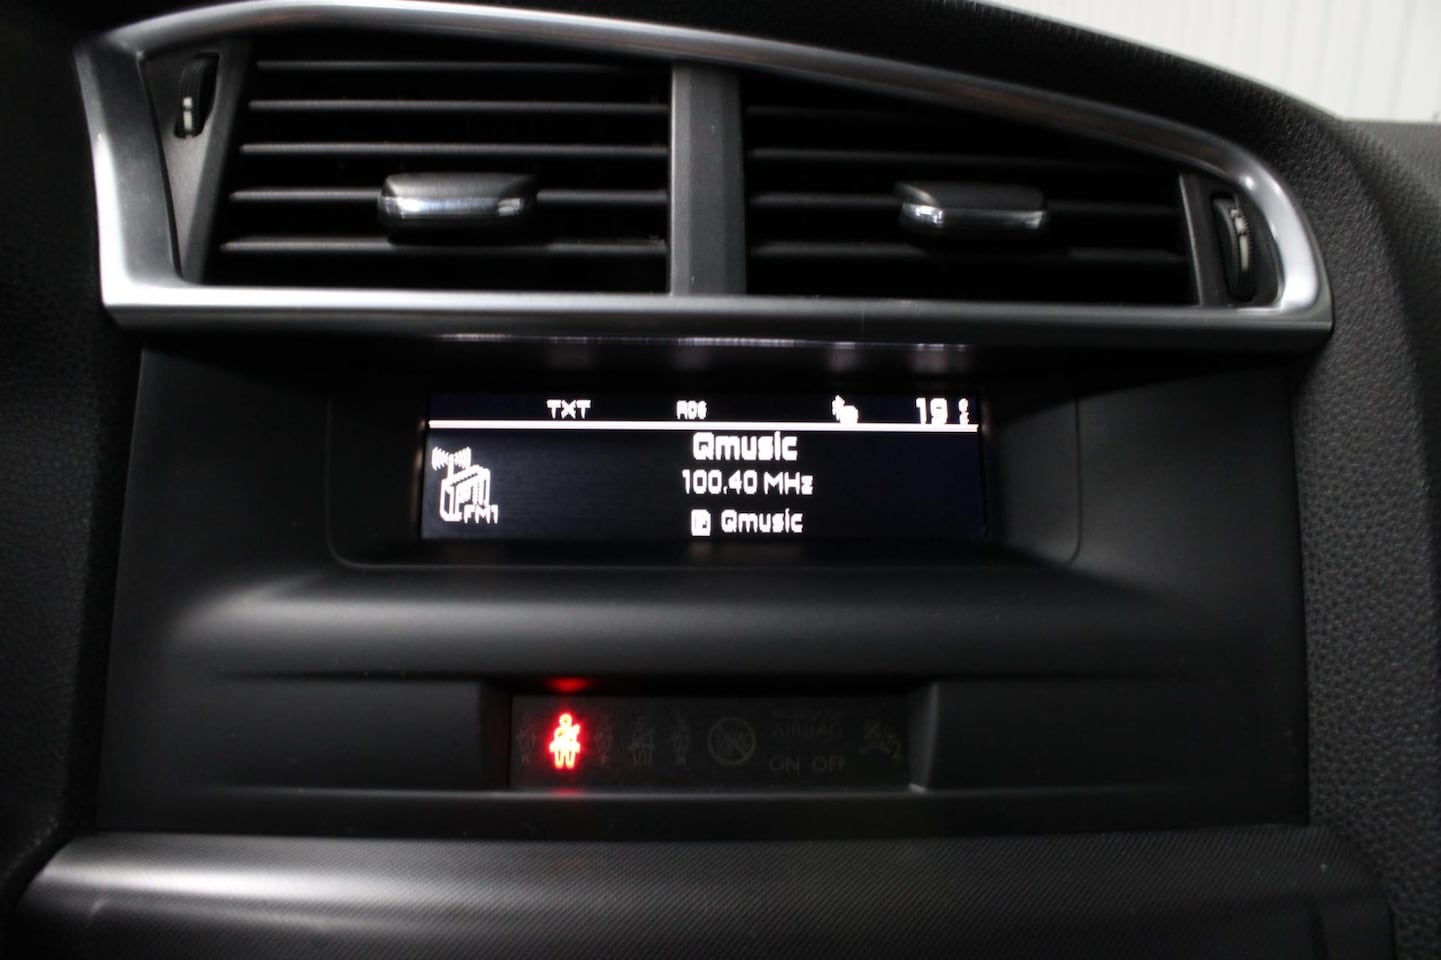 TXT RDS 19 °C
Qmusic
100.40 MHz
FM1 Qmusic
AIRBAG
ON OFF